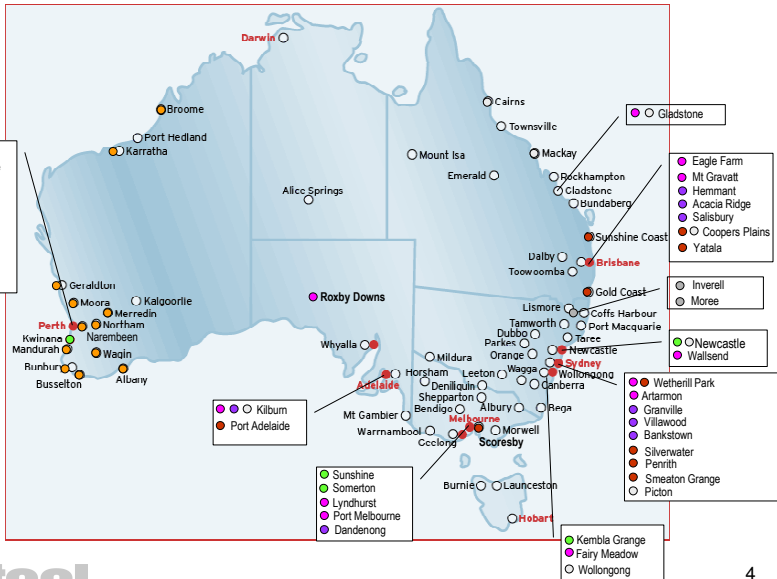 Darwin
Broome
Port Hedland
Karratha
Cairns
Townsville
Mount Isa
Mackay
Emerald
Rockhampton
Gladstone
Bundaberg
Alice Springs
Sunshine Coast
Dalby
Brisbane
Toowoomba
Gold Coast
Geraldton
Moora
Kalgoorlie
Merredin
Perth
Northam
Kwinana
Narembeen
Mandurah
Wagin
Bunbury
Busselton
Albany
Roxby Downs
Whyalla
Adelaide
Lismore
Coffs Harbour
Tamworth
Port Macquarie
Dubbo
Taree
Parkes
Newcastle
Orange
Sydney
Mildura
Wagga
Wollongong
Horsham
Leeton
Canberra
Deniliquin
Shepparton
Mt Gambier
Bendigo
Albury
Bega
Melbourne
Warrnambool
Morwell
Geelong
Scoresby
Burnie
Launceston
Hobart
Gladstone
Eagle Farm
Mt Gravatt
Hemmant
Acacia Ridge
Salisbury
Coopers Plains
Yatala
Inverell
Moree
Newcastle
Wallsend
Wetherill Park
Artarmon
Granville
Villawood
Bankstown
Silverwater
Penrith
Smeaton Grange
Picton
Kilburn
Port Adelaide
Sunshine
Somerton
Lyndhurst
Port Melbourne
Dandenong
Kembla Grange
Fairy Meadow
Wollongong
4